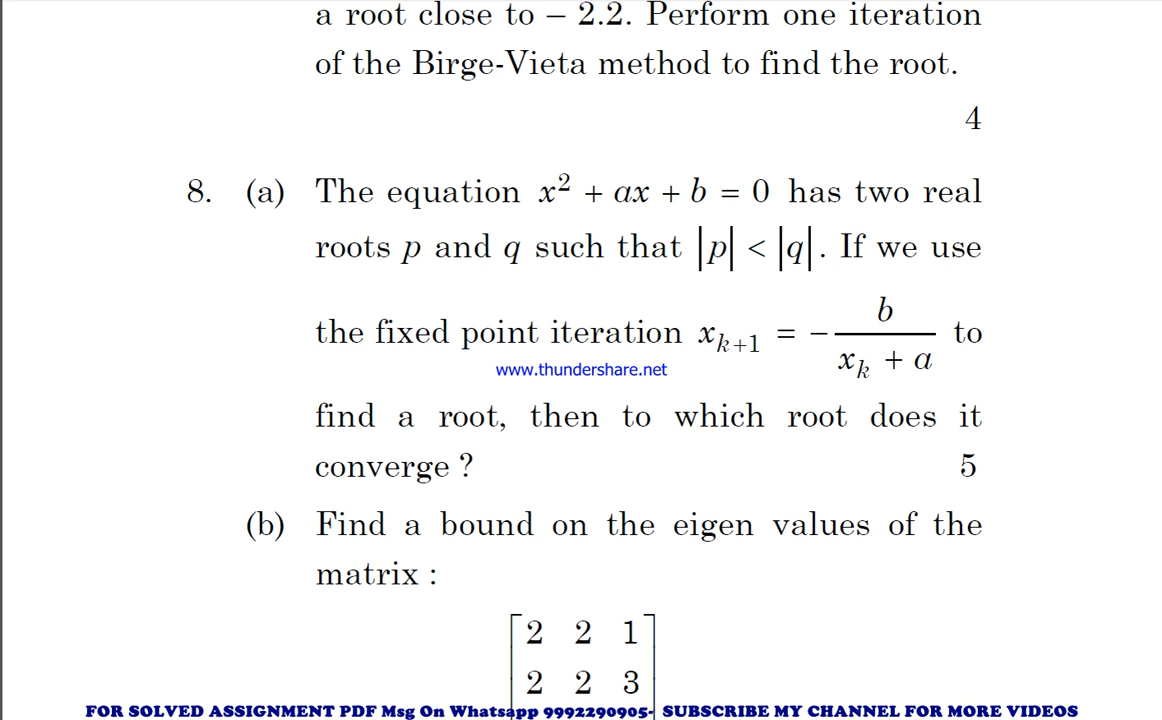 a root close to – 2.2. Perform one iteration
of the Birge-Vieta method to find the root.
4
8. (a) The equation x² + ax + b = 0 has two real
roots p and q such that |p| < |q|. If we use
the fixed point iteration xₖ₊₁ = – b / (xₖ + a) to
www.thundershare.net
find a root, then to which root does it
converge ? 5
(b) Find a bound on the eigen values of the
matrix :
2 2 1
2 2 3
FOR SOLVED ASSIGNMENT PDF Msg On Whatsapp 9992290905- SUBSCRIBE MY CHANNEL FOR MORE VIDEOS